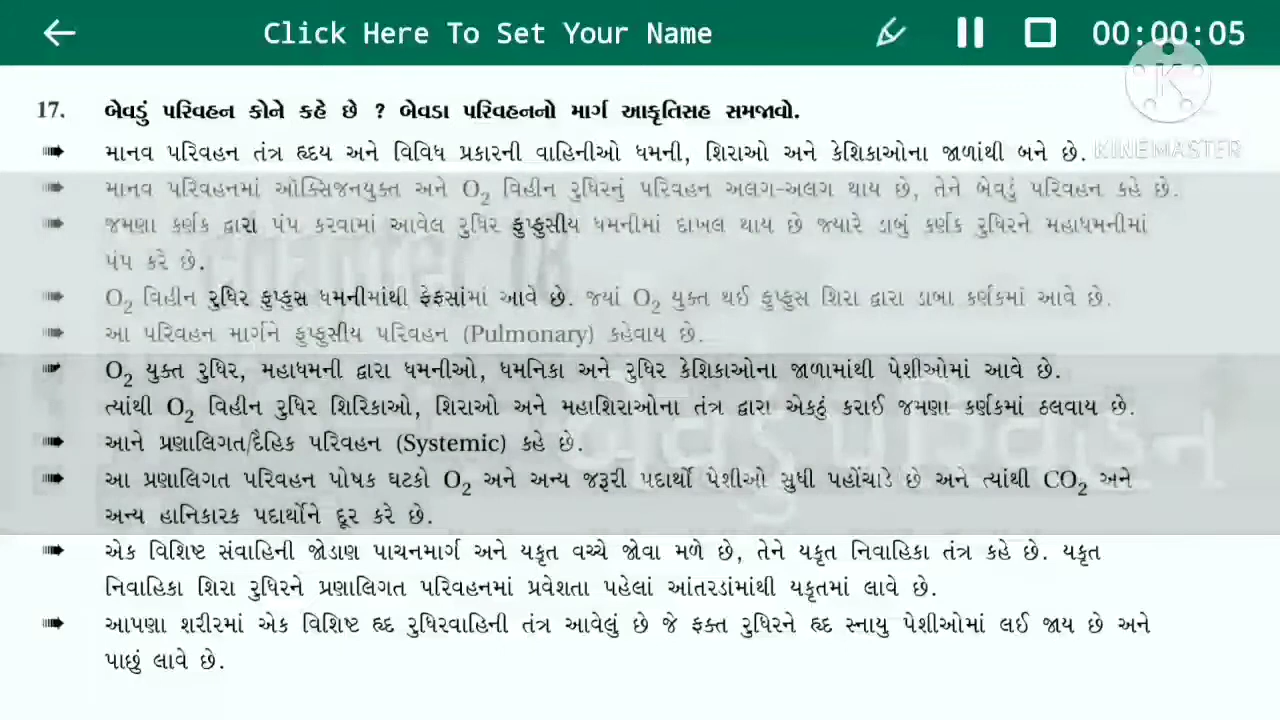 Click Here To Set Your Name 00:00:05
KINEMASTER
17. બેવડું પરિવહન કોને કહે છે ? બેવડા પરિવહનનો માર્ગ આકૃતિસહ સમજાવો.
માનવ પરિવહન તંત્ર હૃદય અને વિવિધ પ્રકારની વાહિનીઓ ધમની, શિરાઓ અને કેશિકાઓના જાળાંથી બને છે.
માનવ પરિવહનમાં ઑક્સિજનયુક્ત અને O₂ વિહીન રુધિરનું પરિવહન અલગ-અલગ થાય છે, તેને બેવડું પરિવહન કહે છે.
જમણા કર્ણક દ્વારા પંપ કરવામાં આવેલ રુધિર ફુપ્ફુસીય ધમનીમાં દાખલ થાય છે જ્યારે ડાબું કર્ણક રુધિરને મહાધમનીમાં
પંપ કરે છે.
O₂ વિહીન રુધિર ફુપ્ફુસ ધમનીમાંથી ફેફસાંમાં આવે છે. જયાં O₂ યુક્ત થઈ ફુપ્ફુસ શિરા દ્વારા ડાબા કર્ણકમાં આવે છે.
આ પરિવહન માર્ગને ફુપ્ફુસીય પરિવહન (Pulmonary) કહેવાય છે.
O₂ યુક્ત રુધિર, મહાધમની દ્વારા ધમનીઓ, ધમનિકા અને રુધિર કેશિકાઓના જાળામાંથી પેશીઓમાં આવે છે.
ત્યાંથી O₂ વિહીન રુધિર શિરિકાઓ, શિરાઓ અને મહાશિરાઓના તંત્ર દ્વારા એકઠું કરાઈ જમણા કર્ણકમાં ઠલવાય છે.
આને પ્રણાલિગત/દૈહિક પરિવહન (Systemic) કહે છે.
આ પ્રણાલિગત પરિવહન પોષક ઘટકો O₂ અને અન્ય જરૂરી પદાર્થો પેશીઓ સુધી પહોંચાડે છે અને ત્યાંથી CO₂ અને
અન્ય હાનિકારક પદાર્થોને દૂર કરે છે.
એક વિશિષ્ટ સંવાહિની જોડાણ પાચનમાર્ગ અને યકૃત વચ્ચે જોવા મળે છે, તેને યકૃત નિવાહિકા તંત્ર કહે છે. યકૃત
નિવાહિકા શિરા રુધિરને પ્રણાલિગત પરિવહનમાં પ્રવેશતા પહેલાં આંતરડાંમાંથી યકૃતમાં લાવે છે.
આપણા શરીરમાં એક વિશિષ્ટ હૃદ રુધિરવાહિની તંત્ર આવેલું છે જે ફક્ત રુધિરને હૃદ સ્નાયુ પેશીઓમાં લઈ જાય છે અને
પાછું લાવે છે.
chapter 18
બેવડું પરિવહન